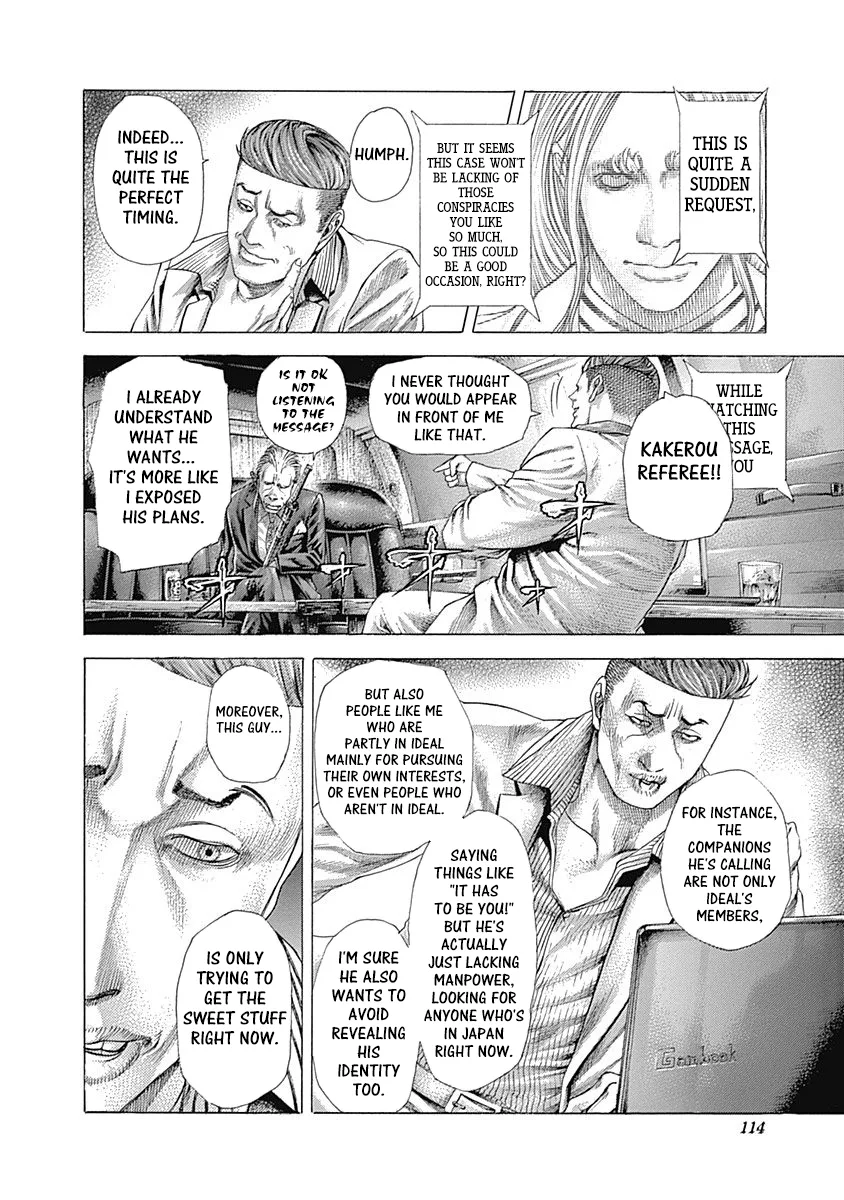 THIS IS
QUITE A
SUDDEN
REQUEST,
BUT IT SEEMS
THIS CASE WON'T
BE LACKING OF
THOSE
CONSPIRACIES
YOU LIKE
SO MUCH,
SO THIS COULD
BE A GOOD
OCCASION, RIGHT?
HUMPH.
INDEED...
THIS IS
QUITE THE
PERFECT
TIMING.
WHILE
THIS
YOU
KAKEROU
REFEREE!!
I NEVER THOUGHT
YOU WOULD APPEAR
IN FRONT OF ME
LIKE THAT.
IS IT OK
NOT
LISTENING
TO THE
MESSAGE?
I ALREADY
UNDERSTAND
WHAT HE
WANTS...
IT'S MORE LIKE
I EXPOSED
HIS PLANS.
FOR INSTANCE,
THE
COMPANIONS
HE'S CALLING
ARE NOT ONLY
IDEAL'S
MEMBERS,
BUT ALSO
PEOPLE LIKE ME
WHO ARE
PARTLY IN IDEAL
MAINLY FOR PURSUING
THEIR OWN INTERESTS,
OR EVEN PEOPLE WHO
AREN'T IN IDEAL.
SAYING
THINGS LIKE
"IT HAS
TO BE YOU!"
BUT HE'S
ACTUALLY
JUST LACKING
MANPOWER,
LOOKING FOR
ANYONE WHO'S
IN JAPAN
RIGHT NOW.
I'M SURE
HE ALSO
WANTS TO
AVOID
REVEALING
HIS
IDENTITY
TOO.
MOREOVER,
THIS GUY...
IS ONLY
TRYING TO
GET THE
SWEET STUFF
RIGHT NOW.
114